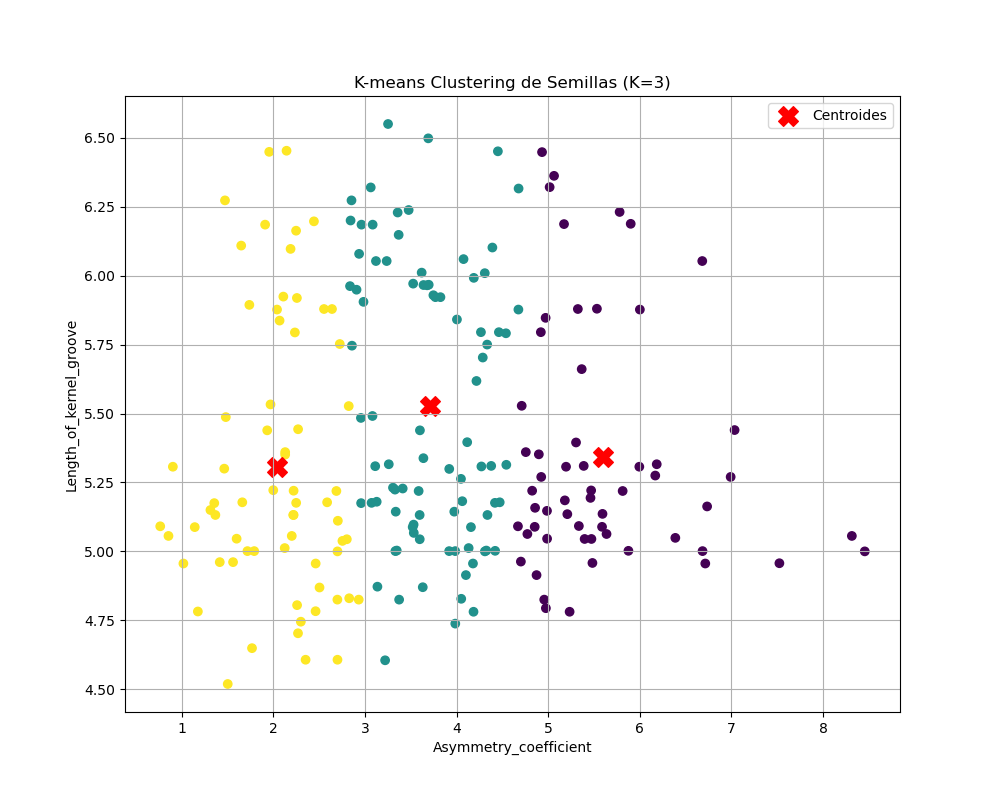 K-means Clustering de Semillas (K=3)
Centroides
6.50
6.25
6.00
5.75
5.50
5.25
5.00
4.75
4.50
Length_of_kernel_groove
1 2 3 4 5 6 7 8
Asymmetry_coefficient